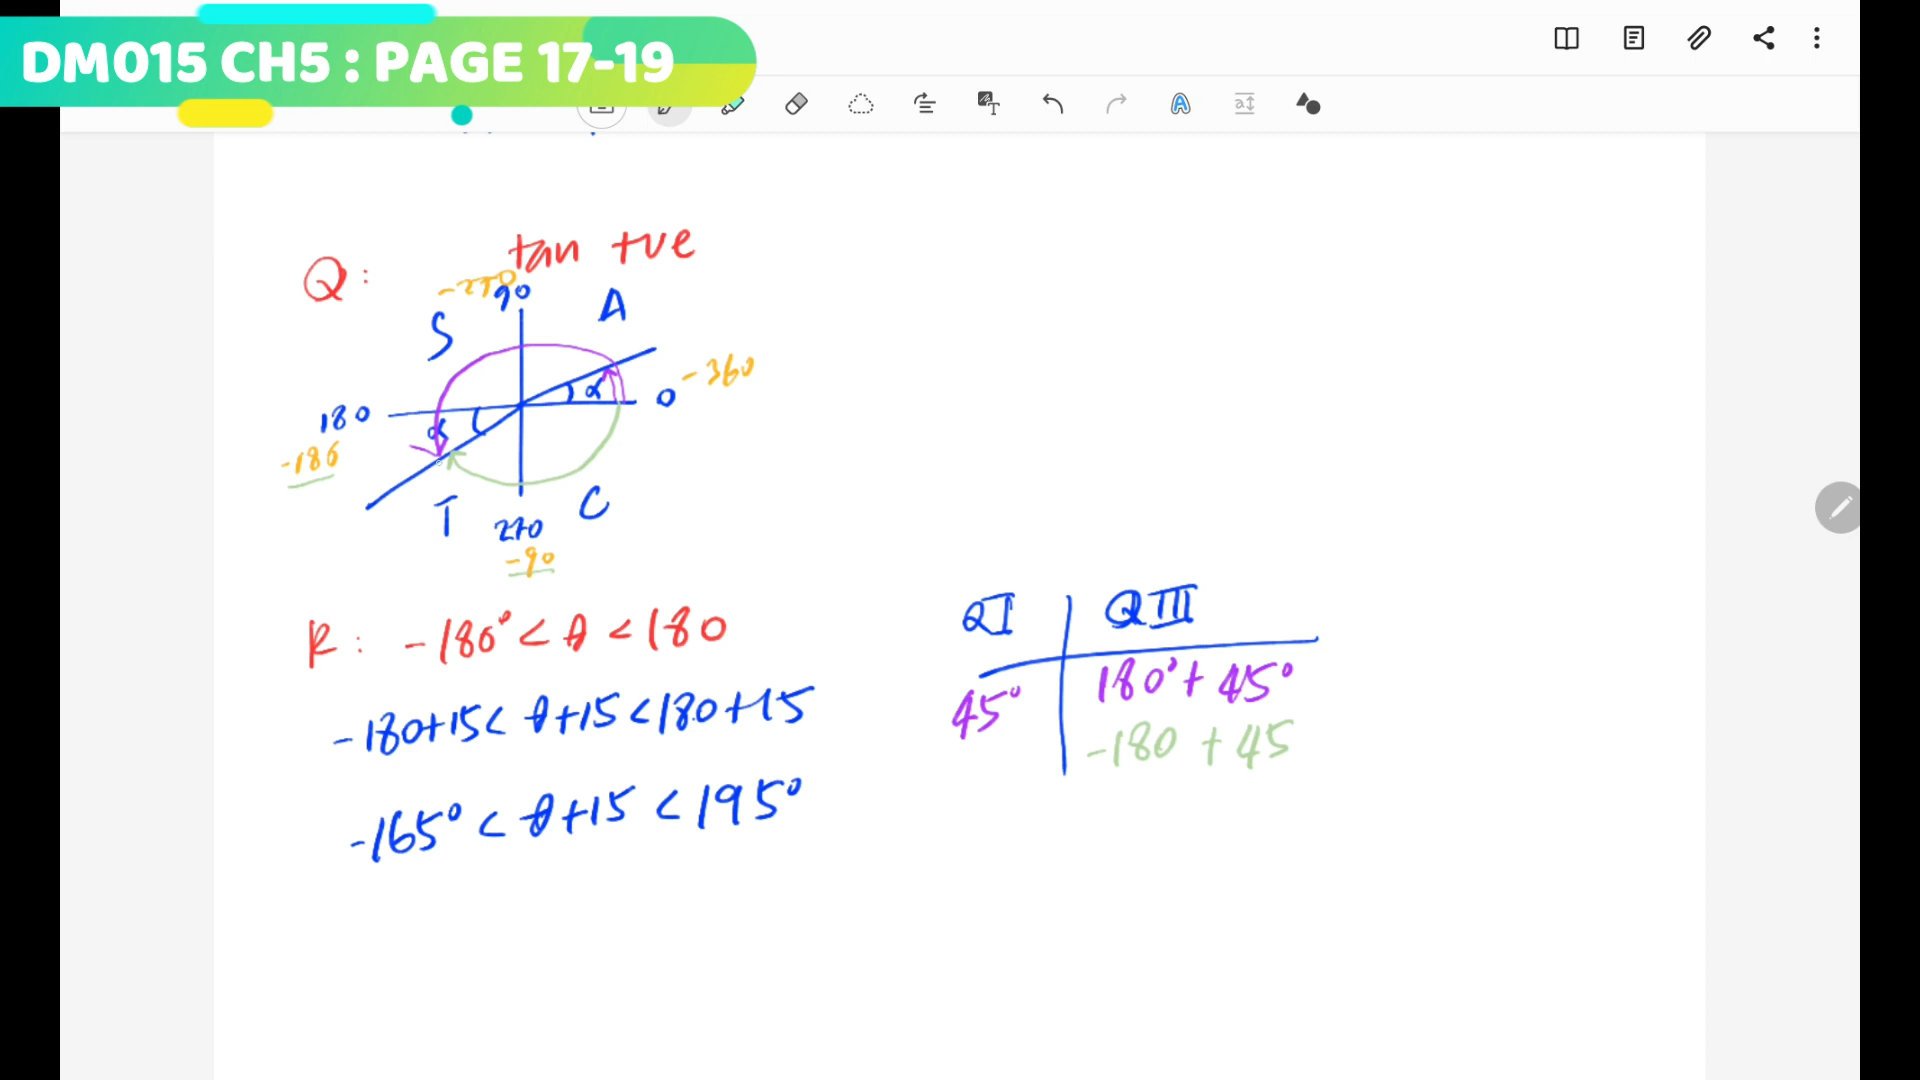 DM015 CH5 : PAGE 17-19
Q : tan +ve
90
S A
-360
180 α 0
α
T C
270
-90
R : -180° < θ < 180
-180+15 < θ+15 < 180+15
-165° < θ+15 < 195°
QI QIII
45° 180° + 45°
-180 + 45